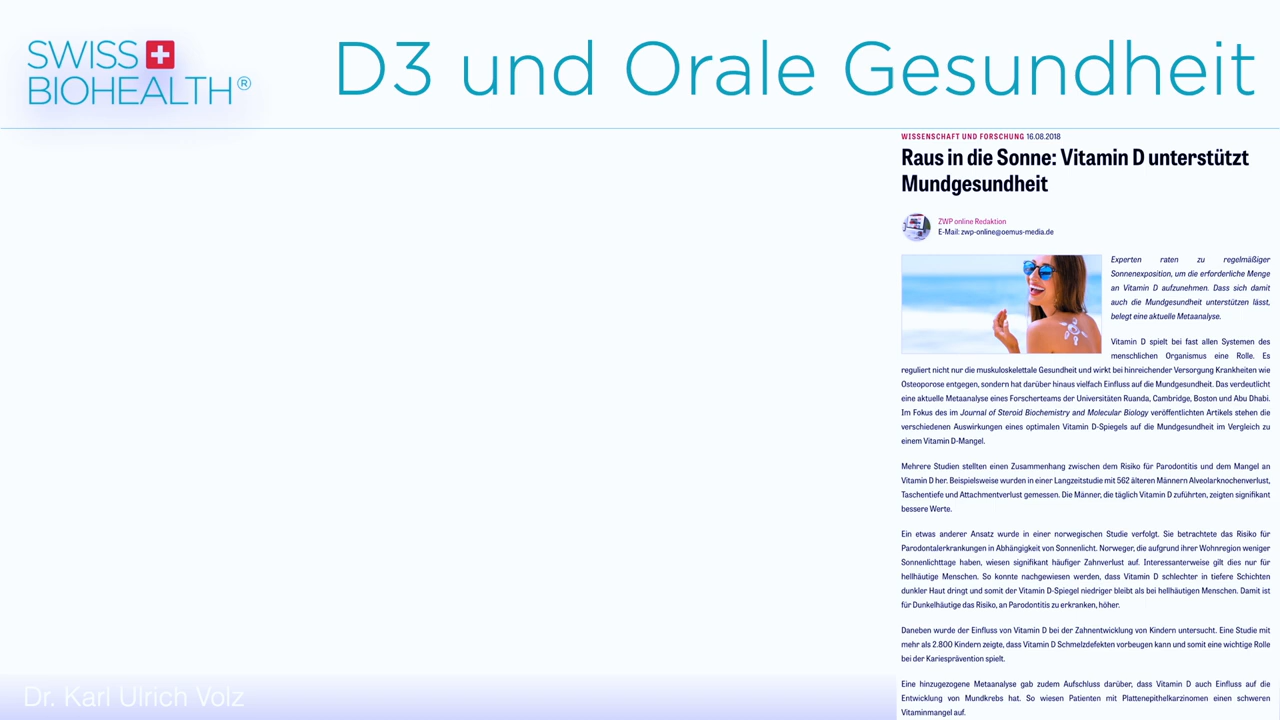 SWISS
BIOHEALTH®
D3 und Orale Gesundheit
WISSENSCHAFT UND FORSCHUNG 16.08.2018
Raus in die Sonne: Vitamin D unterstützt
Mundgesundheit
ZWP online Redaktion
E-Mail: zwp-online@oemus-media.de
Experten raten zu regelmäßiger
Sonnenexposition, um die erforderliche Menge
an Vitamin D aufzunehmen. Dass sich damit
auch die Mundgesundheit unterstützen lässt,
belegt eine aktuelle Metaanalyse.
Vitamin D spielt bei fast allen Systemen des
menschlichen Organismus eine Rolle. Es
reguliert nicht nur die muskuloskelettale Gesundheit und wirkt bei hinreichender Versorgung Krankheiten wie
Osteoporose entgegen, sondern hat darüber hinaus vielfach Einfluss auf die Mundgesundheit. Das verdeutlicht
eine aktuelle Metaanalyse eines Forscherteams der Universitäten Ruanda, Cambridge, Boston und Abu Dhabi.
Im Fokus des im Journal of Steroid Biochemistry and Molecular Biology veröffentlichten Artikels stehen die
verschiedenen Auswirkungen eines optimalen Vitamin D-Spiegels auf die Mundgesundheit im Vergleich zu
einem Vitamin D-Mangel.
Mehrere Studien stellten einen Zusammenhang zwischen dem Risiko für Parodontitis und dem Mangel an
Vitamin D her. Beispielsweise wurden in einer Langzeitstudie mit 562 älteren Männern Alveolarknochenverlust,
Taschentiefe und Attachmentverlust gemessen. Die Männer, die täglich Vitamin D zuführten, zeigten signifikant
bessere Werte.
Ein etwas anderer Ansatz wurde in einer norwegischen Studie verfolgt. Sie betrachtete das Risiko für
Parodontalerkrankungen in Abhängigkeit von Sonnenlicht. Norweger, die aufgrund ihrer Wohnregion weniger
Sonnenlichttage haben, wiesen signifikant häufiger Zahnverlust auf. Interessanterweise gilt dies nur für
hellhäutige Menschen. So konnte nachgewiesen werden, dass Vitamin D schlechter in tiefere Schichten
dunkler Haut dringt und somit der Vitamin D-Spiegel niedriger bleibt als bei hellhäutigen Menschen. Damit ist
für Dunkelhäutige das Risiko, an Parodontitis zu erkranken, höher.
Daneben wurde der Einfluss von Vitamin D bei der Zahnentwicklung von Kindern untersucht. Eine Studie mit
mehr als 2.800 Kindern zeigte, dass Vitamin D Schmelzdefekten vorbeugen kann und somit eine wichtige Rolle
bei der Kariesprävention spielt.
Eine hinzugezogene Metaanalyse gab zudem Aufschluss darüber, dass Vitamin D auch Einfluss auf die
Entwicklung von Mundkrebs hat. So wiesen Patienten mit Plattenepithelkarzinomen einen schweren
Vitaminmangel auf.
Dr. Karl Ulrich Volz